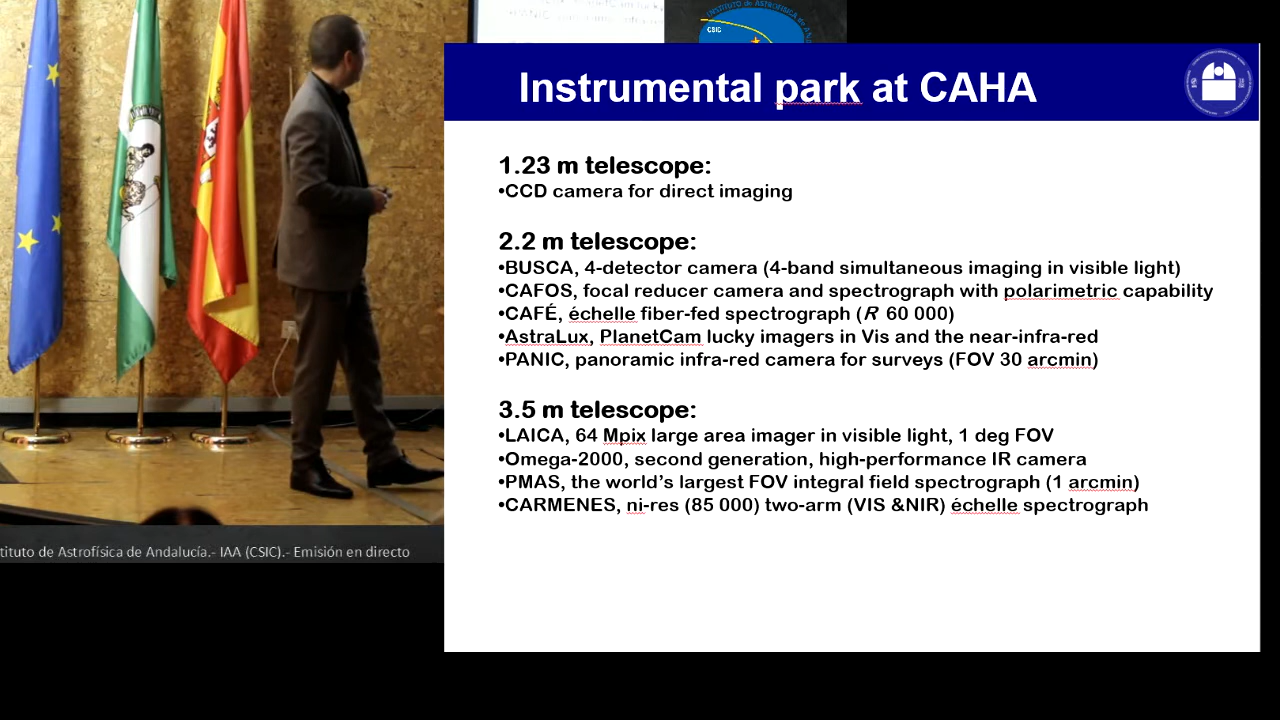 INSTITUTO de ASTROFÍSICA de
CSIC
Instrumental park at CAHA
1.23 m telescope:
•CCD camera for direct imaging
2.2 m telescope:
•BUSCA, 4-detector camera (4-band simultaneous imaging in visible light)
•CAFOS, focal reducer camera and spectrograph with polarimetric capability
•CAFÉ, échelle fiber-fed spectrograph (R 60 000)
•AstraLux, PlanetCam lucky imagers in Vis and the near-infra-red
•PANIC, panoramic infra-red camera for surveys (FOV 30 arcmin)
3.5 m telescope:
•LAICA, 64 Mpix large area imager in visible light, 1 deg FOV
•Omega-2000, second generation, high-performance IR camera
•PMAS, the world’s largest FOV integral field spectrograph (1 arcmin)
•CARMENES, ni-res (85 000) two-arm (VIS &NIR) échelle spectrograph
tituto de Astrofísica de Andalucía.- IAA (CSIC).- Emisión en directo